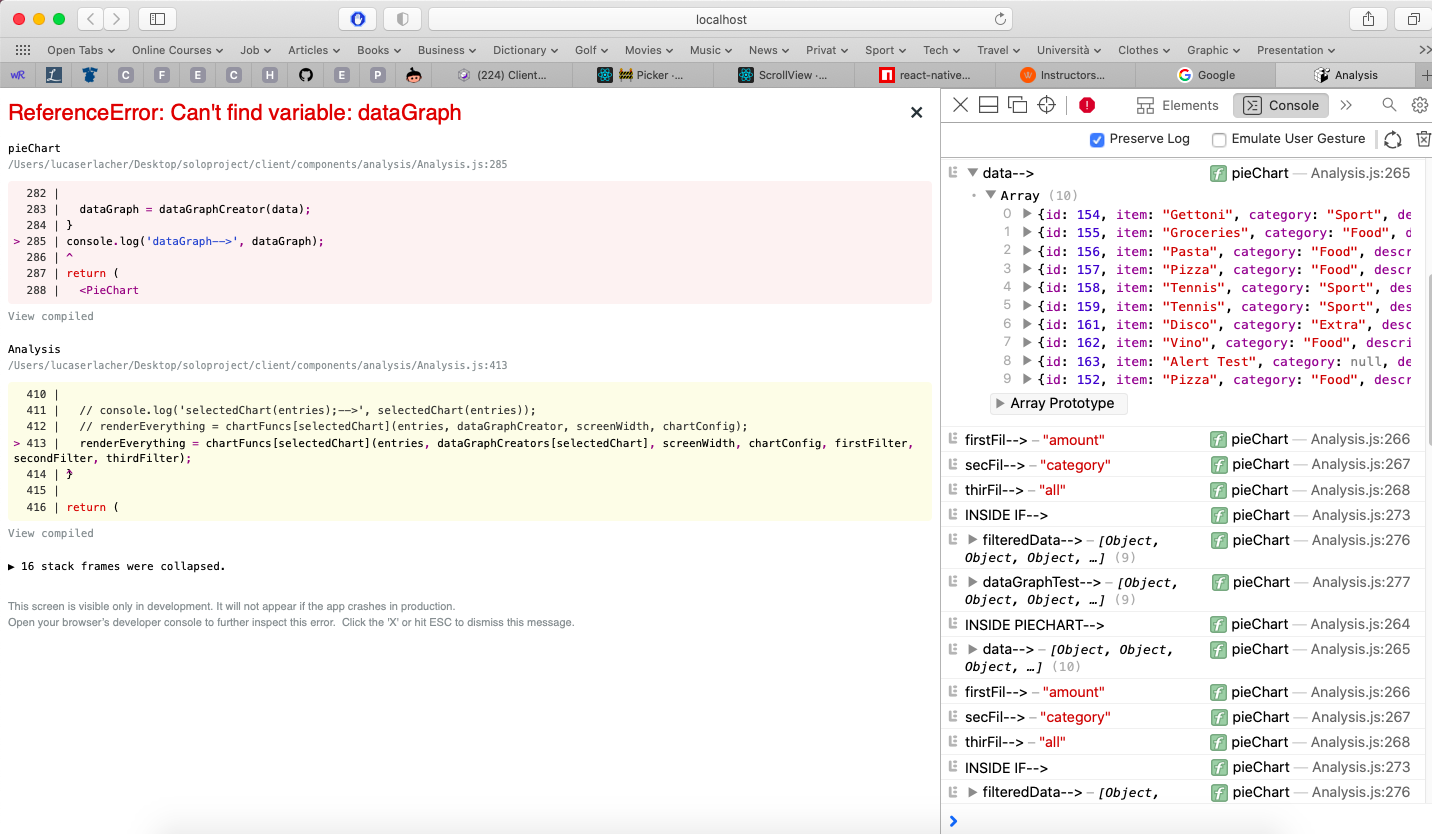 localhost
Open Tabs Online Courses Job Articles Books Business Dictionary Golf Movies Music News Privat Sport Tech Travel Università Clothes Graphic Presentation
wR C F E C H E P (224) Client... 🚧 Picker ·... ScrollView ·... react-native... Instructors... Google Analysis
ReferenceError: Can't find variable: dataGraph
pieChart
/Users/lucaserlacher/Desktop/soloproject/client/components/analysis/Analysis.js:285
282 |
283 | dataGraph = dataGraphCreator(data);
284 | }
> 285 | console.log('dataGraph-->', dataGraph);
286 | ^
287 | return (
288 | <PieChart
View compiled
Analysis
/Users/lucaserlacher/Desktop/soloproject/client/components/analysis/Analysis.js:413
410 |
411 | // console.log('selectedChart(entries);-->', selectedChart(entries));
412 | // renderEverything = chartFuncs[selectedChart](entries, dataGraphCreator, screenWidth, chartConfig);
> 413 | renderEverything = chartFuncs[selectedChart](entries, dataGraphCreators[selectedChart], screenWidth, chartConfig, firstFilter,
secondFilter, thirdFilter);
414 | }
415 |
416 | return (
View compiled
▶ 16 stack frames were collapsed.
This screen is visible only in development. It will not appear if the app crashes in production.
Open your browser's developer console to further inspect this error. Click the 'X' or hit ESC to dismiss this message.
Elements Console
Preserve Log Emulate User Gesture
data--> f pieChart — Analysis.js:265
Array (10)
0 {id: 154, item: "Gettoni", category: "Sport", de
1 {id: 155, item: "Groceries", category: "Food", d
2 {id: 156, item: "Pasta", category: "Food", descr
3 {id: 157, item: "Pizza", category: "Food", descr
4 {id: 158, item: "Tennis", category: "Sport", des
5 {id: 159, item: "Tennis", category: "Sport", des
6 {id: 161, item: "Disco", category: "Extra", desc
7 {id: 162, item: "Vino", category: "Food", descri
8 {id: 163, item: "Alert Test", category: null, de
9 {id: 152, item: "Pizza", category: "Food", descr
Array Prototype
firstFil--> – "amount" f pieChart — Analysis.js:266
secFil--> – "category" f pieChart — Analysis.js:267
thirFil--> – "all" f pieChart — Analysis.js:268
INSIDE IF--> f pieChart — Analysis.js:273
filteredData--> – [Object, f pieChart — Analysis.js:276
Object, Object, …] (9)
dataGraphTest--> – [Object, f pieChart — Analysis.js:277
Object, Object, …] (9)
INSIDE PIECHART--> f pieChart — Analysis.js:264
data--> – [Object, Object, f pieChart — Analysis.js:265
Object, …] (10)
firstFil--> – "amount" f pieChart — Analysis.js:266
secFil--> – "category" f pieChart — Analysis.js:267
thirFil--> – "all" f pieChart — Analysis.js:268
INSIDE IF--> f pieChart — Analysis.js:273
filteredData--> – [Object, f pieChart — Analysis.js:276